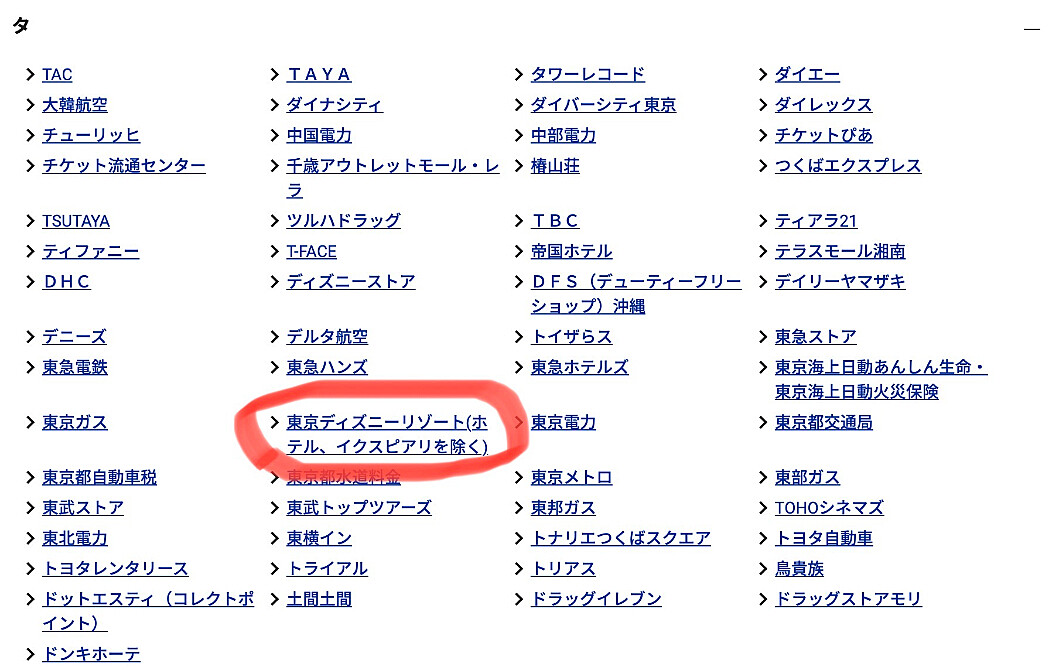 タ
TAC ＴＡＹＡ タワーレコード ダイエー
大韓航空 ダイナシティ ダイバーシティ東京 ダイレックス
チューリッヒ 中国電力 中部電力 チケットぴあ
チケット流通センター 千歳アウトレットモール・レ 椿山荘 つくばエクスプレス
ラ
TSUTAYA ツルハドラッグ ＴＢＣ ティアラ21
ティファニー T-FACE 帝国ホテル テラスモール湘南
ＤＨＣ ディズニーストア ＤＦＳ（デューティーフリー デイリーヤマザキ
ショップ）沖縄
デニーズ デルタ航空 トイザらス 東急ストア
東急電鉄 東急ハンズ 東急ホテルズ 東京海上日動あんしん生命・
東京海上日動火災保険
東京ガス 東京ディズニーリゾート(ホ 東京電力 東京都交通局
テル、イクスピアリを除く)
東京都自動車税 東京都水道料金 東京メトロ 東部ガス
東武ストア 東武トップツアーズ 東邦ガス TOHOシネマズ
東北電力 東横イン トナリエつくばスクエア トヨタ自動車
トヨタレンタリース トライアル トリアス 鳥貴族
ドットエスティ（コレクトポ 土間土間 ドラッグイレブン ドラッグストアモリ
イント）
ドンキホーテ